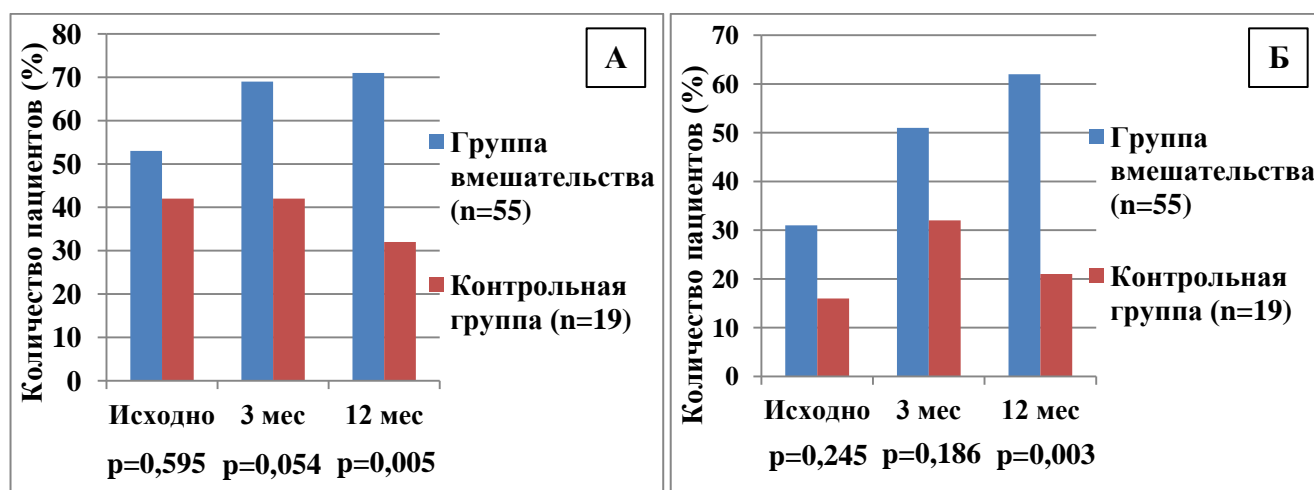 А
Количество пациентов (%)
80
70
60
50
40
30
20
10
0
Исходно 3 мес 12 мес
p=0,595 p=0,054 p=0,005
Группа
вмешательства
(n=55)
Контрольная
группа (n=19)
Б
Количество пациентов (%)
70
60
50
40
30
20
10
0
Исходно 3 мес 12 мес
p=0,245 p=0,186 p=0,003
Группа
вмешательства
(n=55)
Контрольная
группа (n=19)